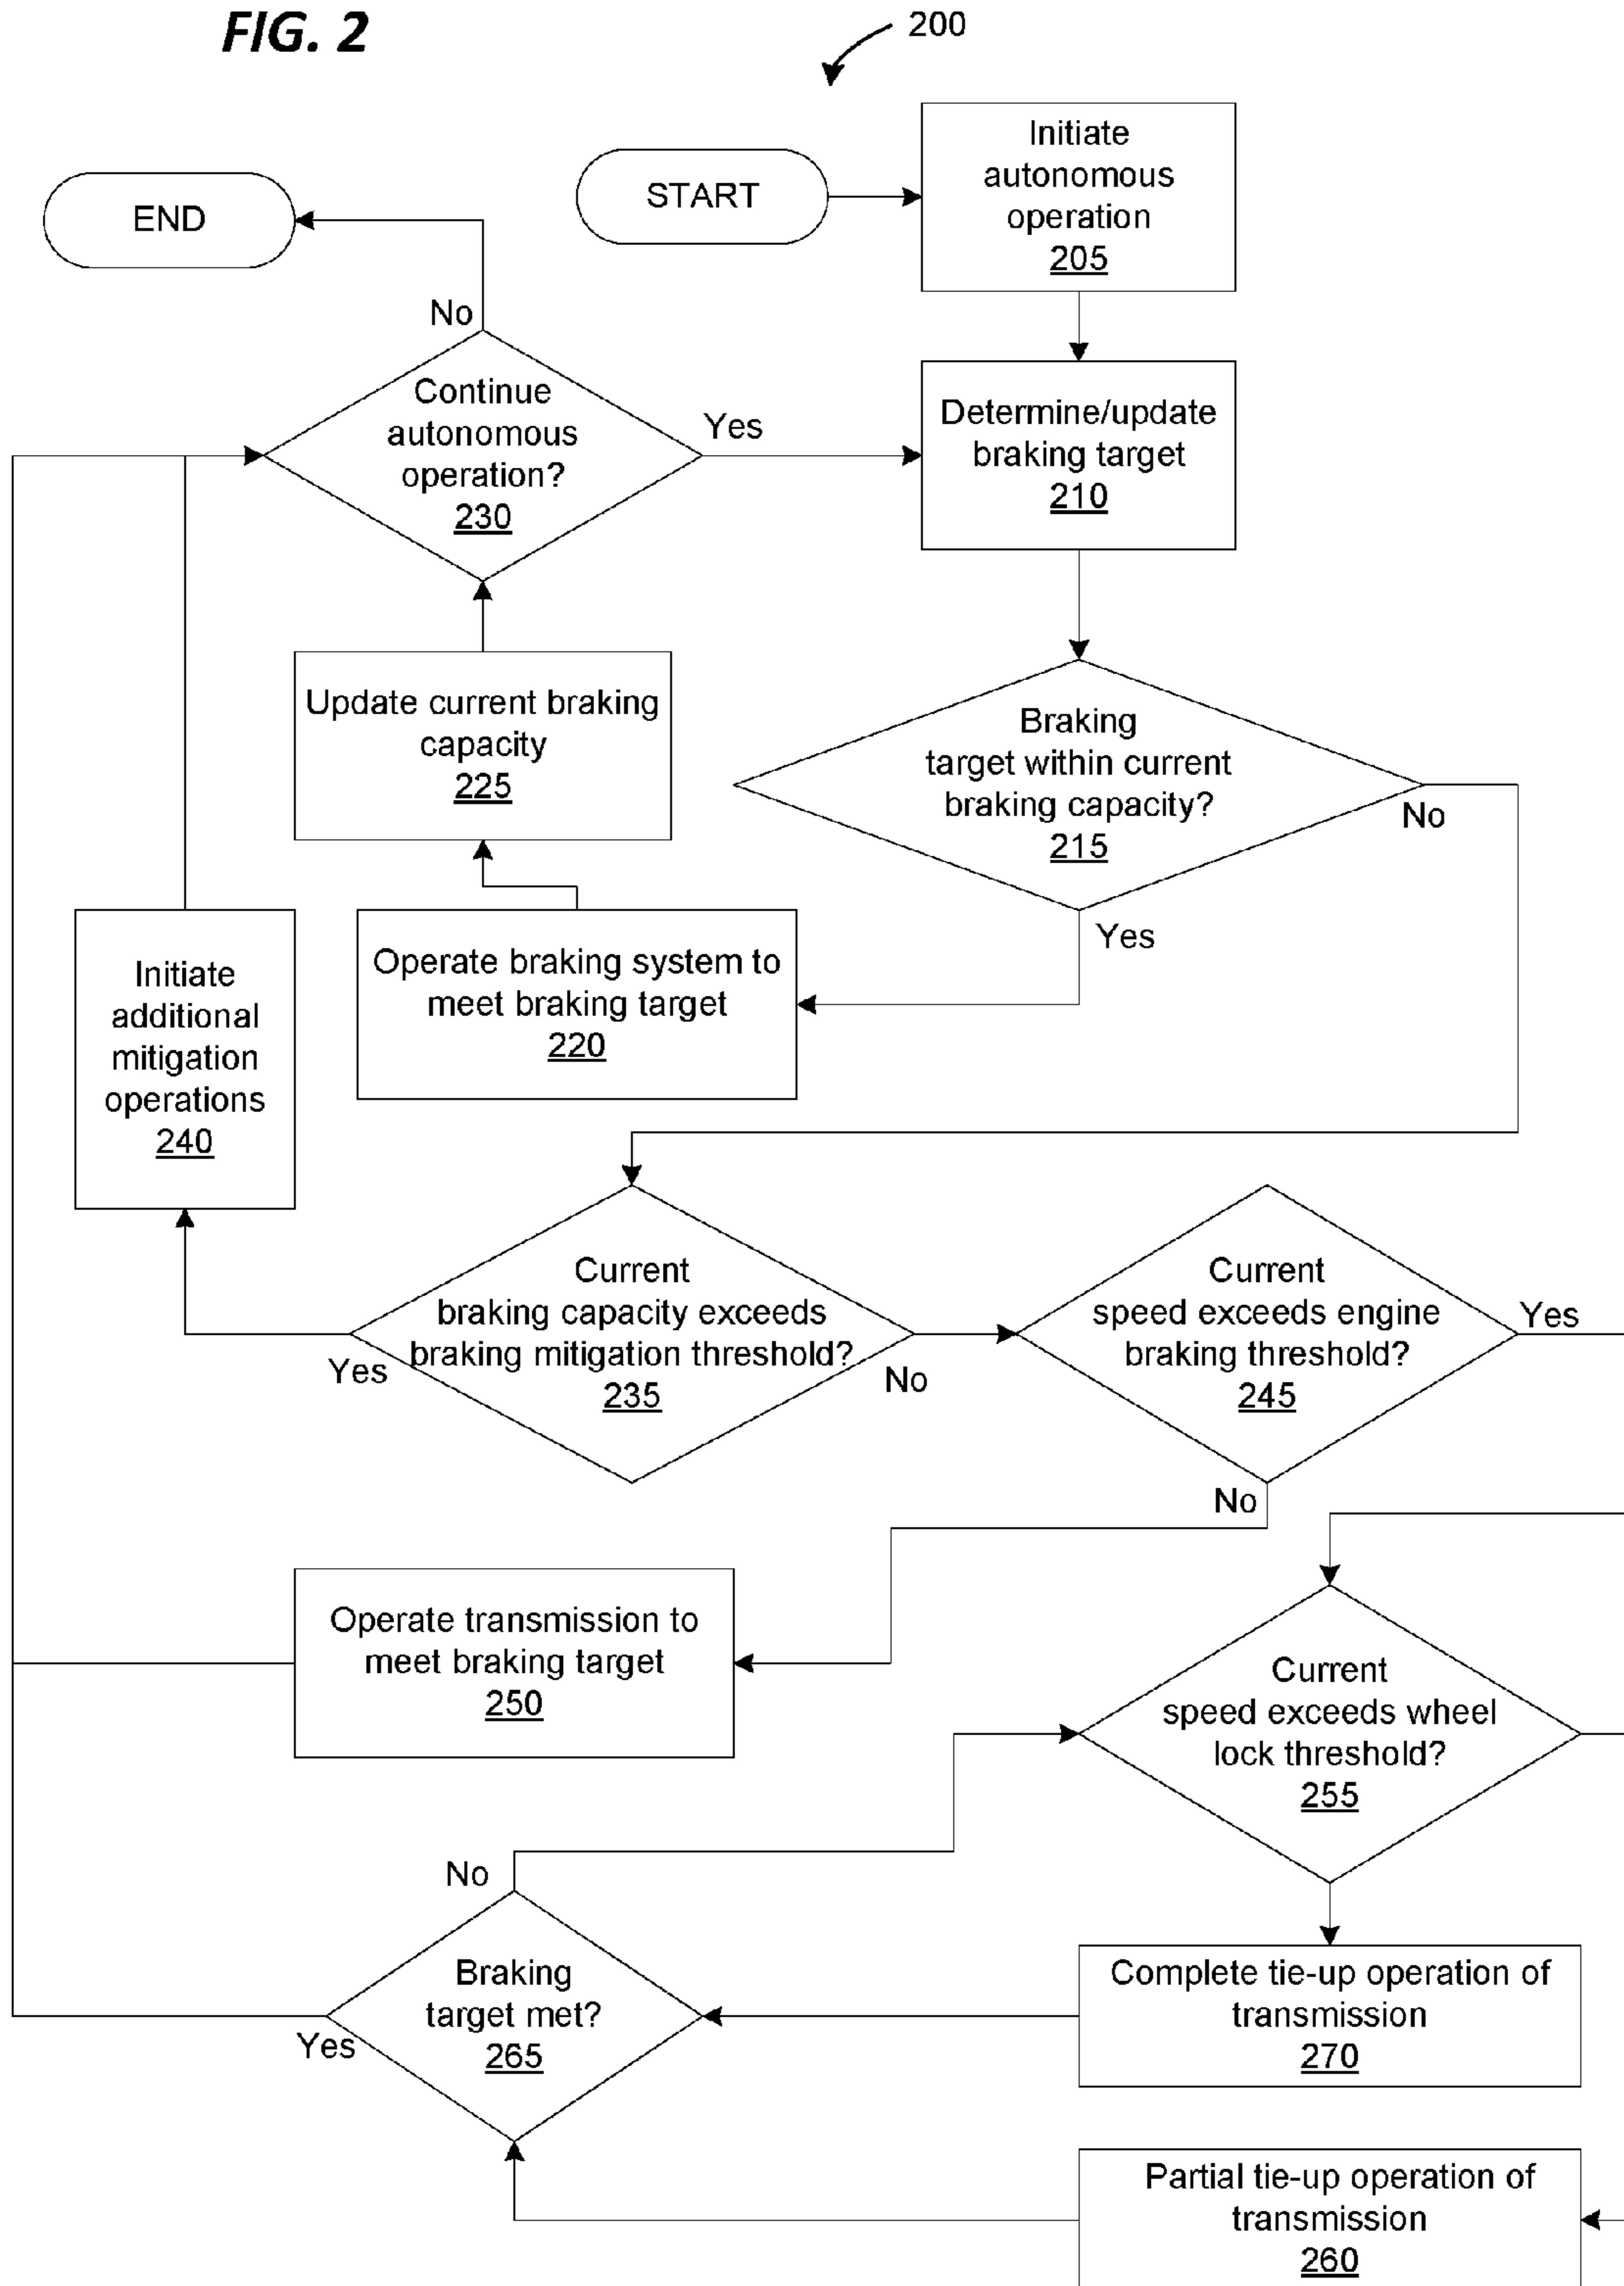 FIG. 2
200
START
Initiate
autonomous
operation
205
END
No
Continue
autonomous
operation?
230
Yes
Determine/update
braking target
210
Update current braking
capacity
225
Braking
target within current
braking capacity?
215
No
Yes
Initiate
additional
mitigation
operations
240
Operate braking system to
meet braking target
220
Current
braking capacity exceeds
braking mitigation threshold?
235
Yes
No
Current
speed exceeds engine
braking threshold?
245
Yes
No
Operate transmission to
meet braking target
250
Current
speed exceeds wheel
lock threshold?
255
No
Braking
target met?
265
Yes
Complete tie-up operation of
transmission
270
Partial tie-up operation of
transmission
260